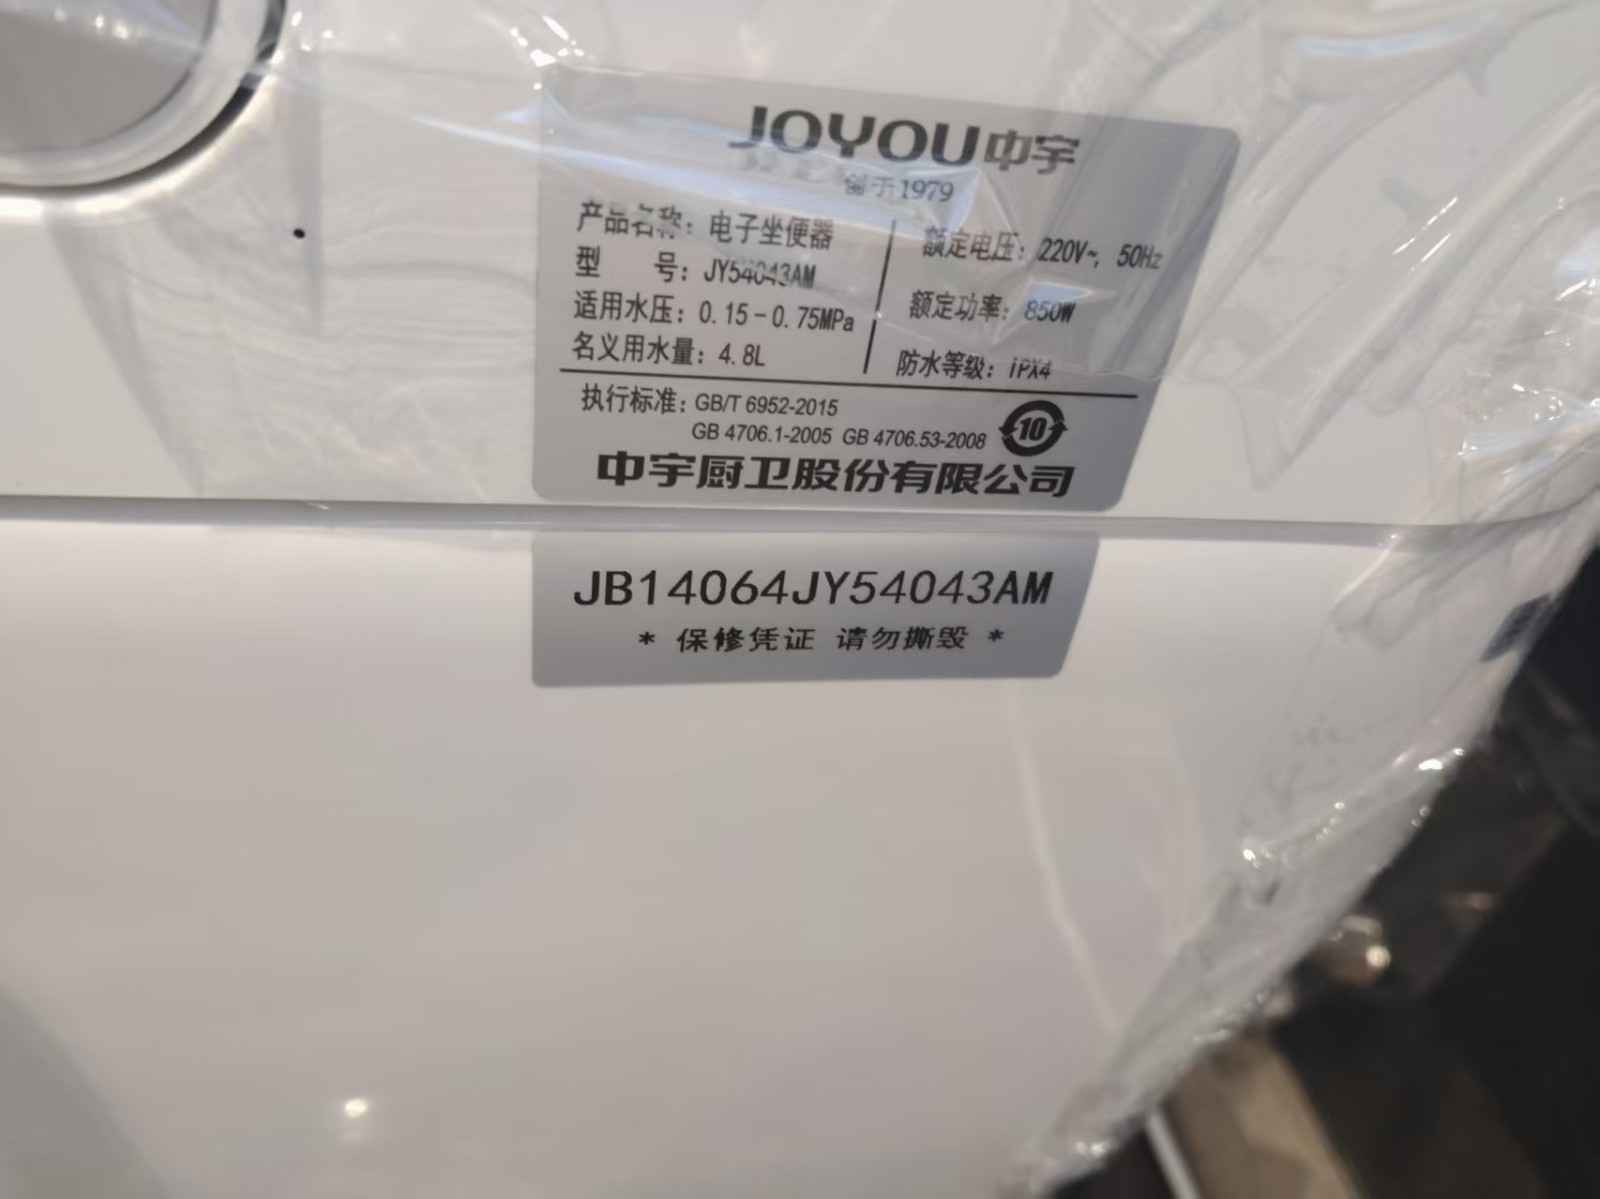 JOYOU中宇
创于1979
产品名称：电子坐便器
型 号：JY54043AM
适用水压：0.15-0.75MPa
名义用水量：4.8L
额定电压：220V~，50Hz
额定功率：850W
防水等级：iPX4
执行标准：GB/T 6952-2015
GB 4706.1-2005 GB 4706.53-2008
10
中宇厨卫股份有限公司
JB14064JY54043AM
* 保修凭证 请勿撕毁 *